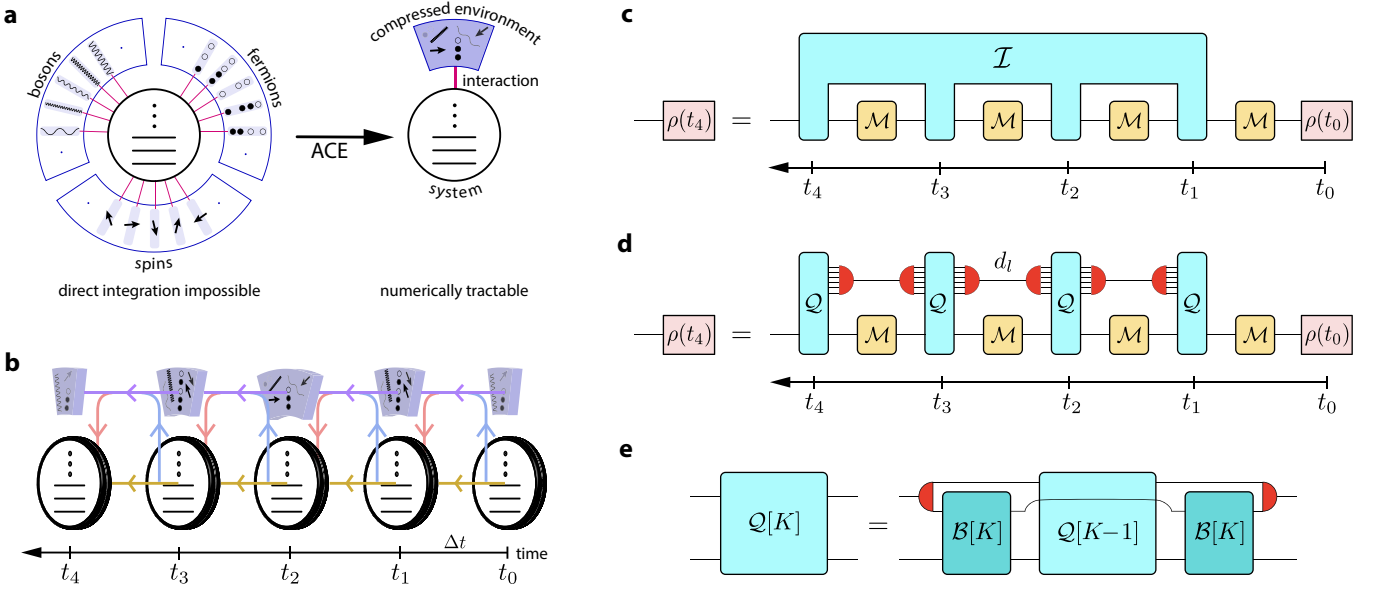 a
bosons
fermions
spins
direct integration impossible
ACE
compressed environment
interaction
system
numerically tractable
b
Δt
time
t₄ t₃ t₂ t₁ t₀
c
ℐ
ρ(t₄) = ℳ ℳ ℳ ℳ ρ(t₀)
t₄ t₃ t₂ t₁ t₀
d
d_l
𝒬 𝒬 𝒬 𝒬
ρ(t₄) = ℳ ℳ ℳ ℳ ρ(t₀)
t₄ t₃ t₂ t₁ t₀
e
𝒬[K] = ℬ[K] 𝒬[K−1] ℬ[K]